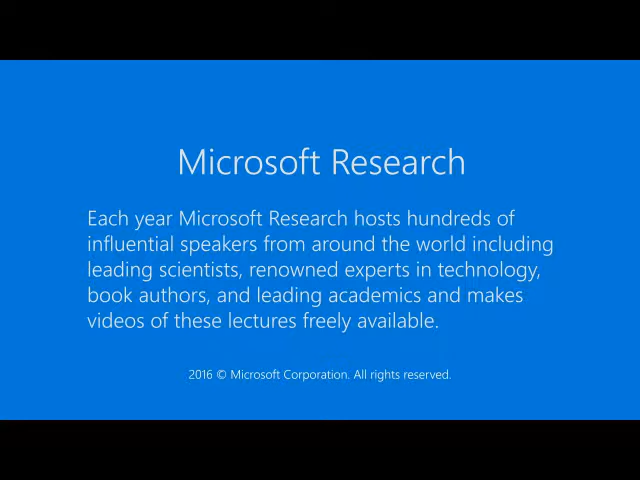 Microsoft Research
Each year Microsoft Research hosts hundreds of
influential speakers from around the world including
leading scientists, renowned experts in technology,
book authors, and leading academics and makes
videos of these lectures freely available.
2016 © Microsoft Corporation. All rights reserved.